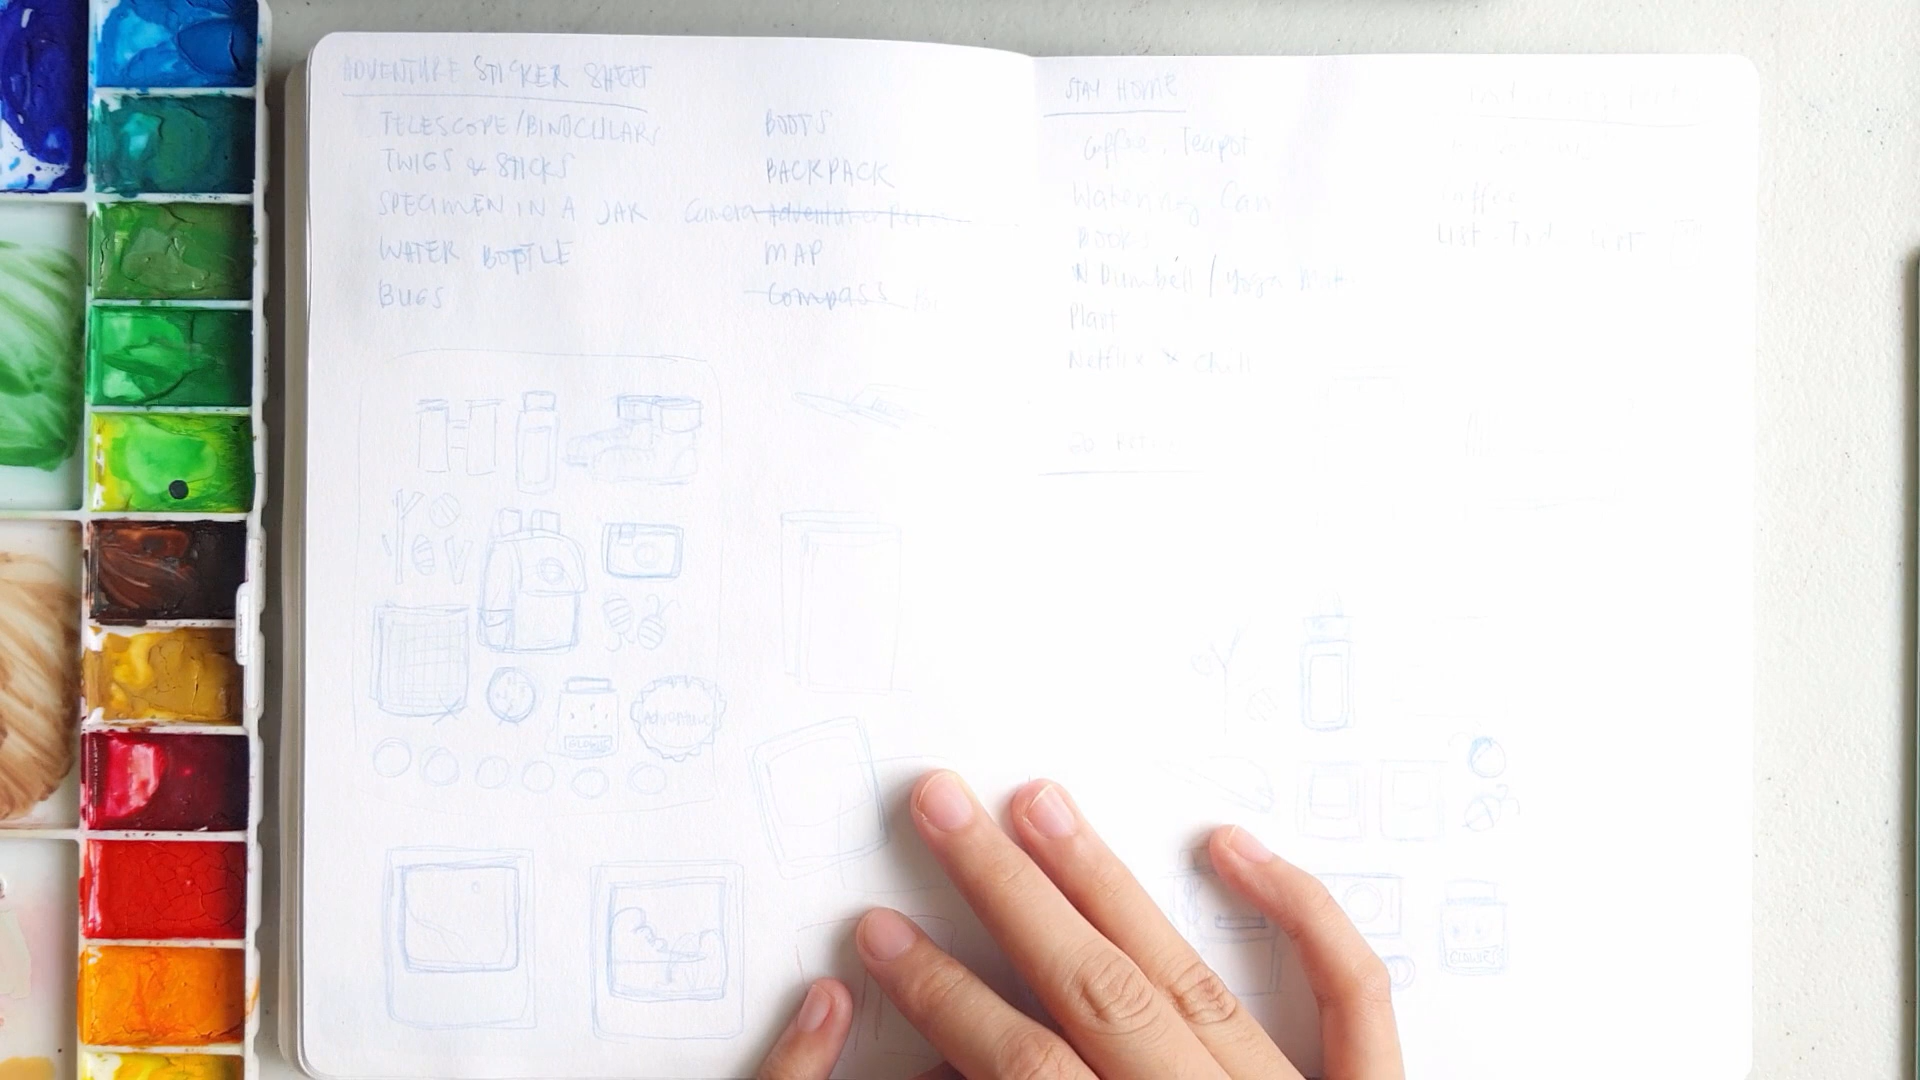 ADVENTURE STICKER SHEET
TELESCOPE/BINOCULARS
TWIGS & STICKS
SPECIMEN IN A JAR
WATER BOTTLE
BUGS
BOOTS
BACKPACK
Camera
MAP
Compass
Adventure
STAY HOME
Coffee, Teapot
Watering Can
Books
Dumbell / Yoga Mat
Plant
Netflix & Chill
Coffee
List